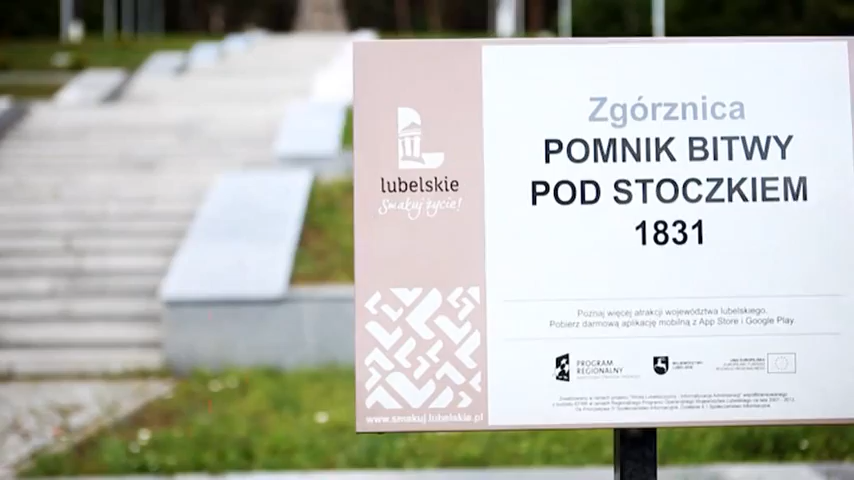 lubelskie
Smakuj życie!
www.smakuj.lubelskie.pl
Zgórznica
POMNIK BITWY
POD STOCZKIEM
1831
Poznaj więcej atrakcji województwa lubelskiego.
Pobierz darmową aplikację mobilną z App Store i Google Play.
PROGRAM
REGIONALNY